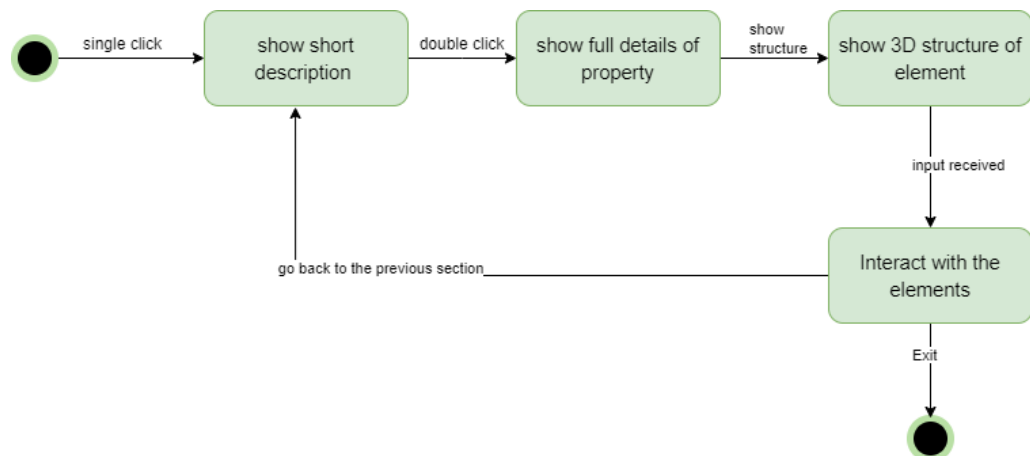 single click
show short
description
double click
show full details of
property
show
structure
show 3D structure of
element
input received
Interact with the
elements
go back to the previous section
Exit